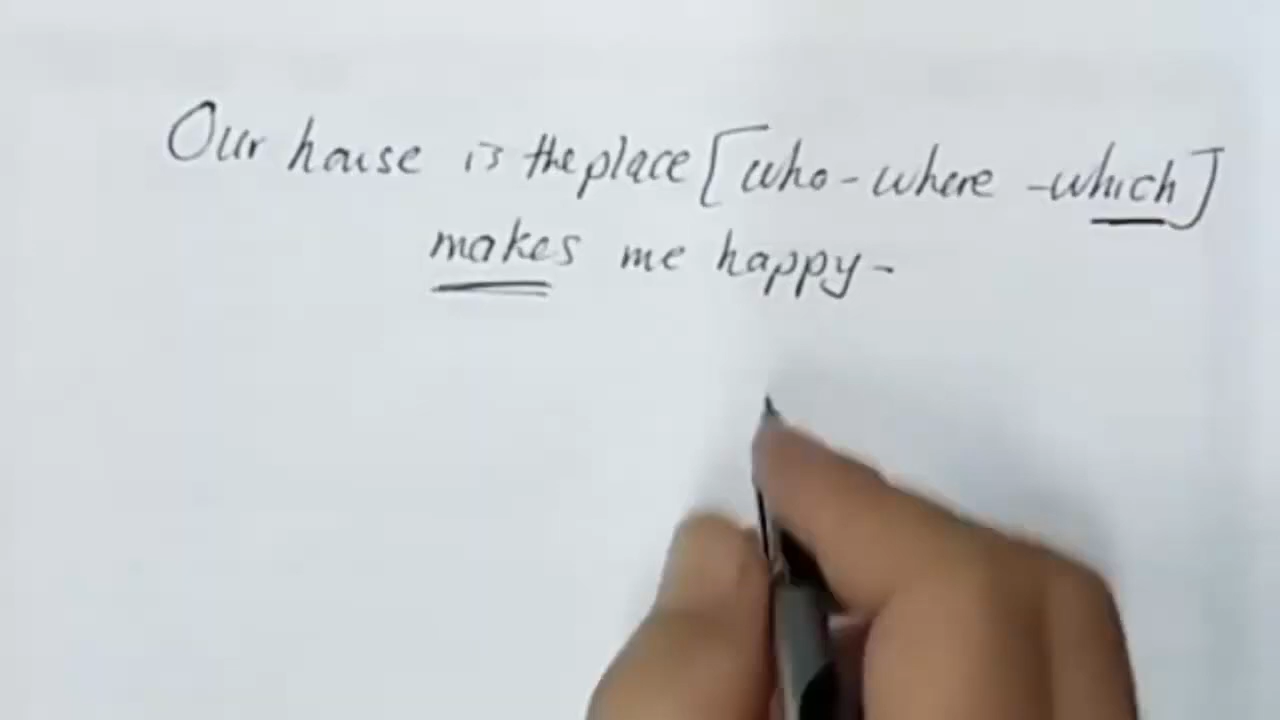 Our house is the place [who - where - which]
makes me happy -